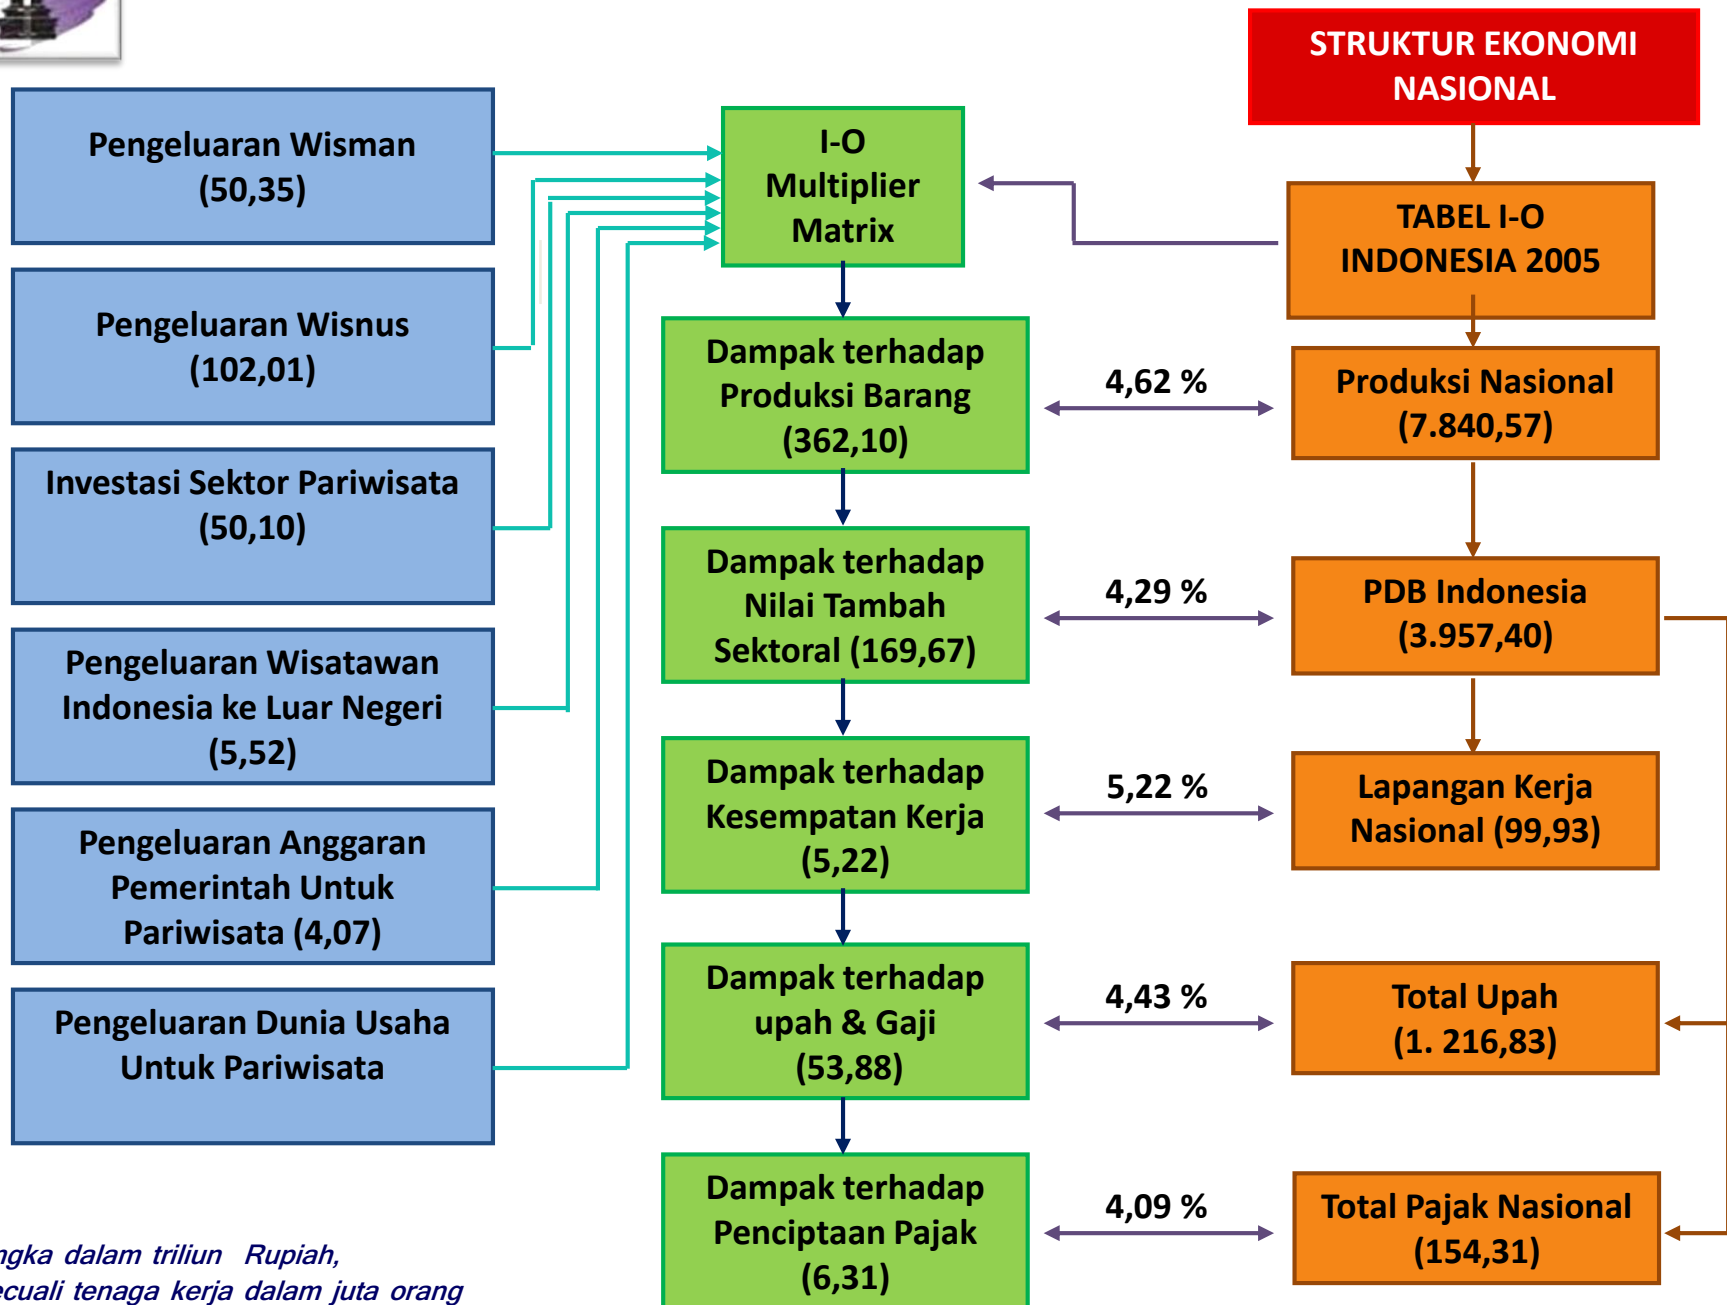 STRUKTUR EKONOMI
NASIONAL
Pengeluaran Wisman
(50,35)
Pengeluaran Wisnus
(102,01)
Investasi Sektor Pariwisata
(50,10)
Pengeluaran Wisatawan
Indonesia ke Luar Negeri
(5,52)
Pengeluaran Anggaran
Pemerintah Untuk
Pariwisata (4,07)
Pengeluaran Dunia Usaha
Untuk Pariwisata
I-O
Multiplier
Matrix
Dampak terhadap
Produksi Barang
(362,10)
Dampak terhadap
Nilai Tambah
Sektoral (169,67)
Dampak terhadap
Kesempatan Kerja
(5,22)
Dampak terhadap
upah & Gaji
(53,88)
Dampak terhadap
Penciptaan Pajak
(6,31)
4,62 %
4,29 %
5,22 %
4,43 %
4,09 %
TABEL I-O
INDONESIA 2005
Produksi Nasional
(7.840,57)
PDB Indonesia
(3.957,40)
Lapangan Kerja
Nasional (99,93)
Total Upah
(1. 216,83)
Total Pajak Nasional
(154,31)
dalam triliun Rupiah,
tenaga kerja dalam juta orang